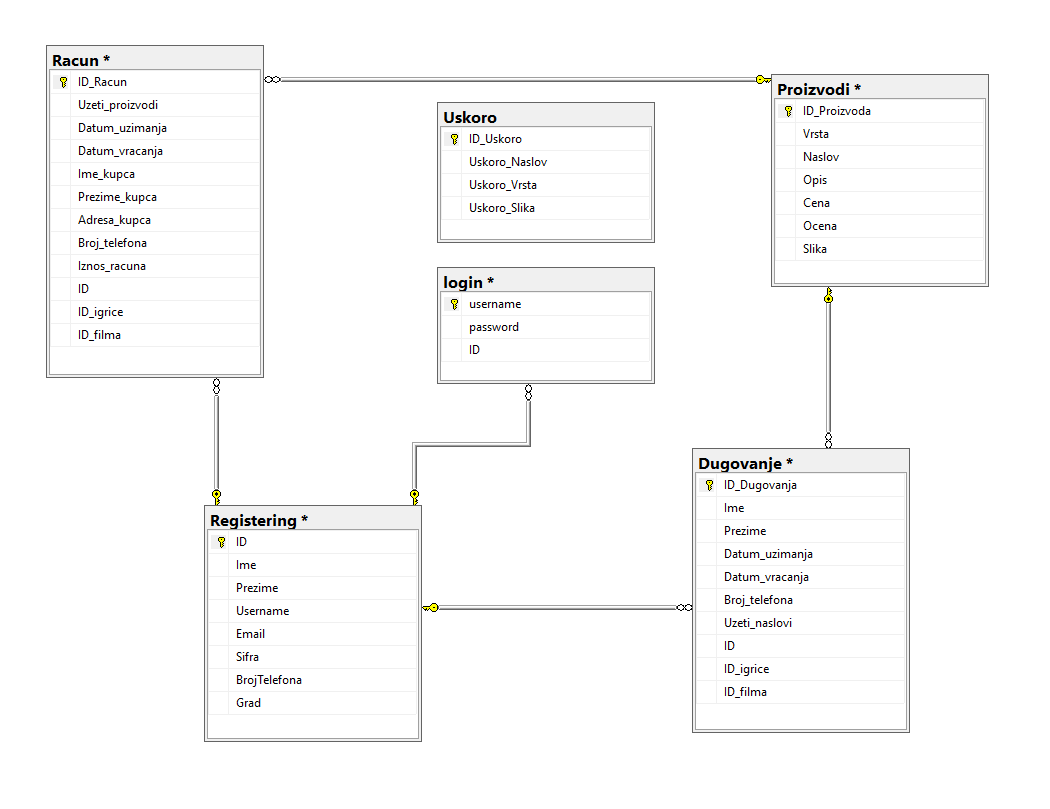 Racun *
ID_Racun
Uzeti_proizvodi
Datum_uzimanja
Datum_vracanja
Ime_kupca
Prezime_kupca
Adresa_kupca
Broj_telefona
Iznos_racuna
ID
ID_igrice
ID_filma
Uskoro
ID_Uskoro
Uskoro_Naslov
Uskoro_Vrsta
Uskoro_Slika
Proizvodi *
ID_Proizvoda
Vrsta
Naslov
Opis
Cena
Ocena
Slika
login *
username
password
ID
Registering *
ID
Ime
Prezime
Username
Email
Sifra
BrojTelefona
Grad
Dugovanje *
ID_Dugovanja
Ime
Prezime
Datum_uzimanja
Datum_vracanja
Broj_telefona
Uzeti_naslovi
ID
ID_igrice
ID_filma